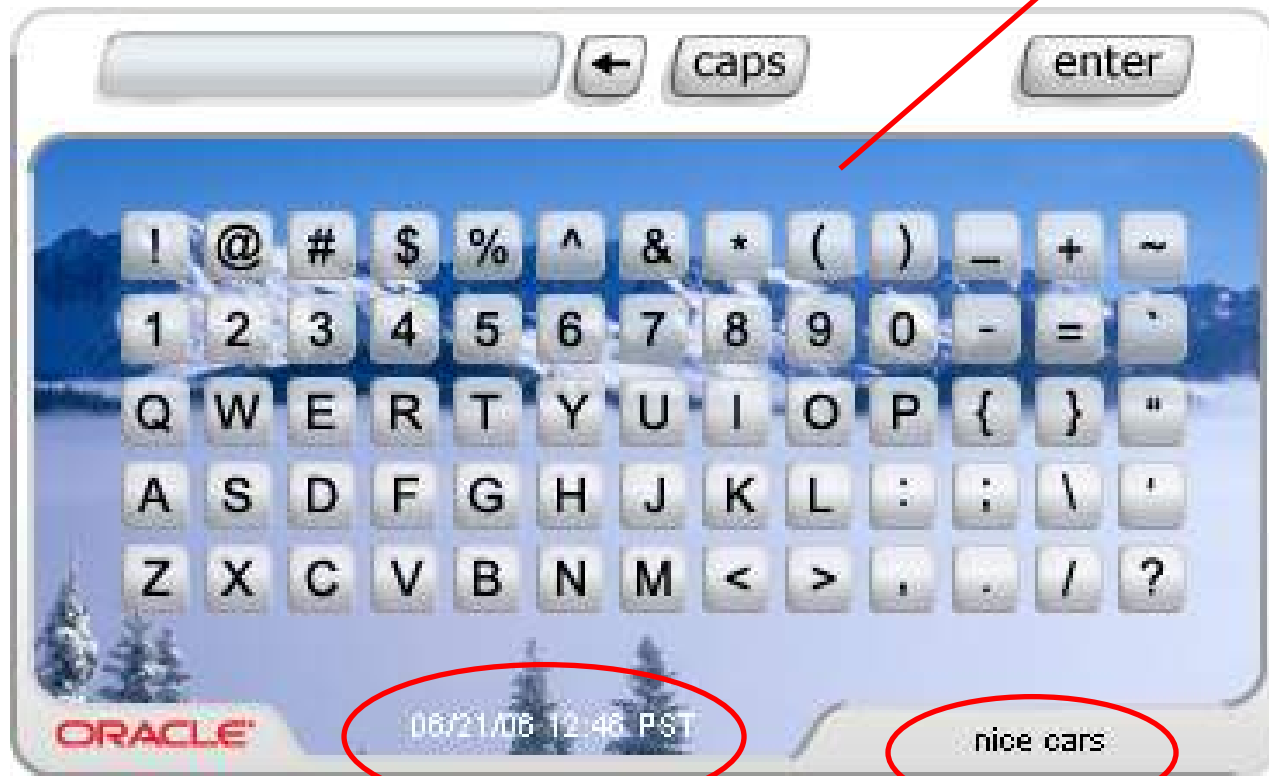 ← caps enter
! @ # $ % ^ & * ( ) _ + ~
1 2 3 4 5 6 7 8 9 0 - = `
Q W E R T Y U I O P { } "
A S D F G H J K L : ; \ '
Z X C V B N M < > , . / ?
ORACLE 06/21/06 12:46 PST nice cars